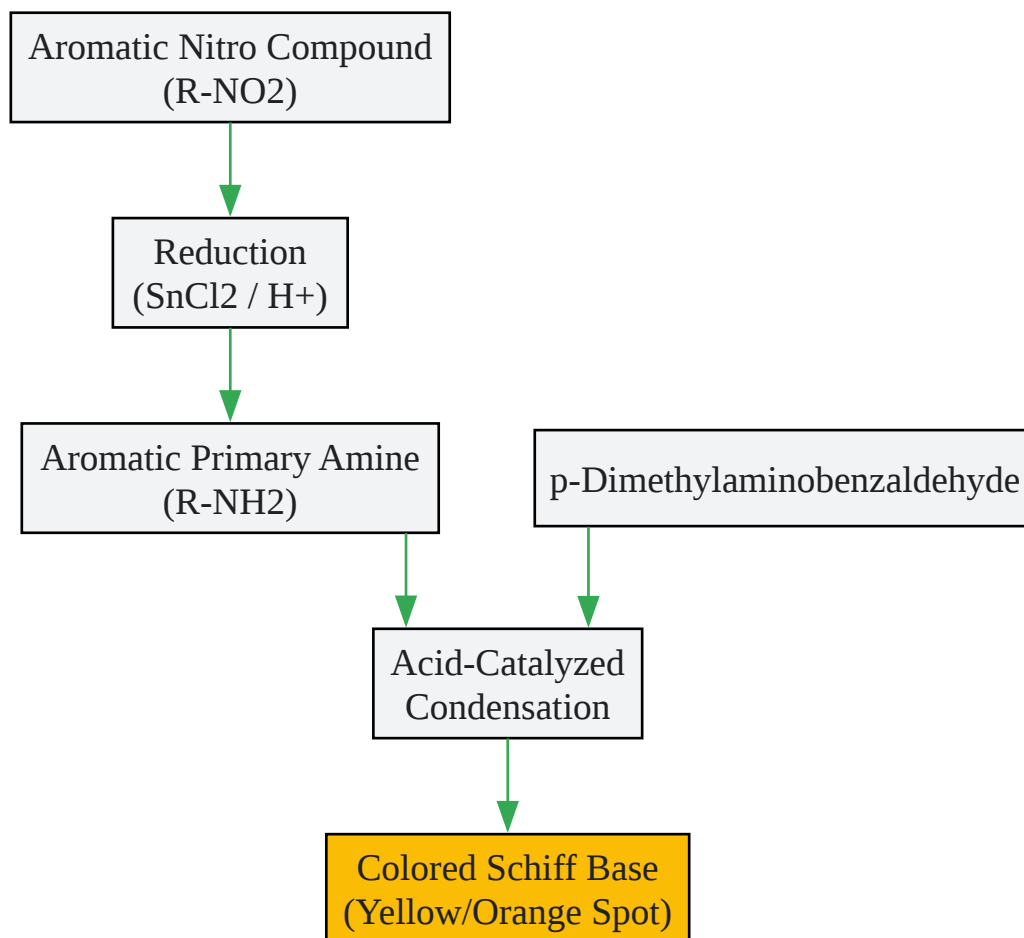 Aromatic Nitro Compound
(R-NO2)
Reduction
(SnCl2 / H+)
Aromatic Primary Amine
(R-NH2)
p-Dimethylaminobenzaldehyde
Acid-Catalyzed
Condensation
Colored Schiff Base
(Yellow/Orange Spot)